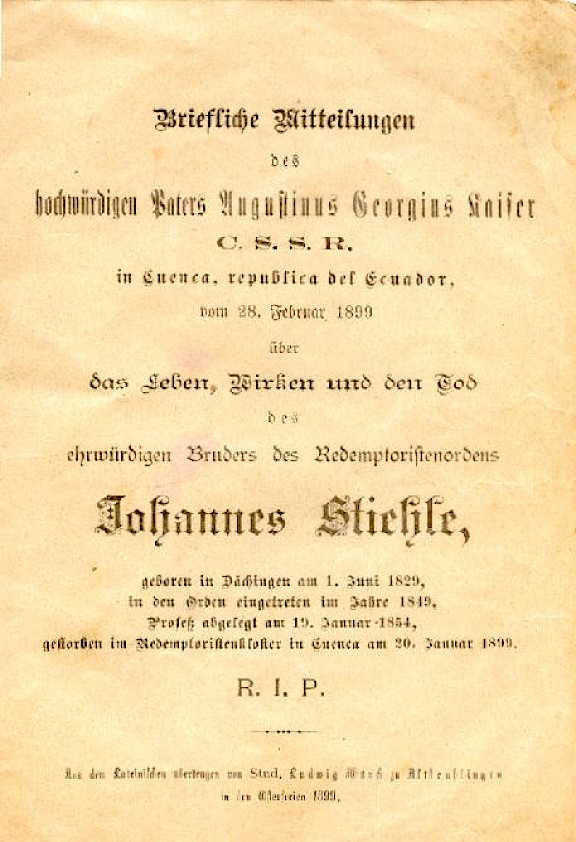 Briefliche Mitteilungen
des
hochwürdigen Paters Augustinus Georgius Kaiser
C. S. S. R.
in Cuenca, republica del Ecuador,
vom 28. Februar 1899
über
das Leben, Wirken und den Tod
des
ehrwürdigen Bruders des Redemptoristenordens
Johannes Stiehle,
geboren in Dächingen am 1. Juni 1829,
in den Orden eingetreten im Jahre 1849,
Profeß abgelegt am 19. Januar 1854,
gestorben im Redemptoristenkloster in Cuenca am 20. Januar 1899.
R. I. P.
Aus dem Lateinischen übertragen von Stud. Ludwig zu
in den Osterferien 1899.